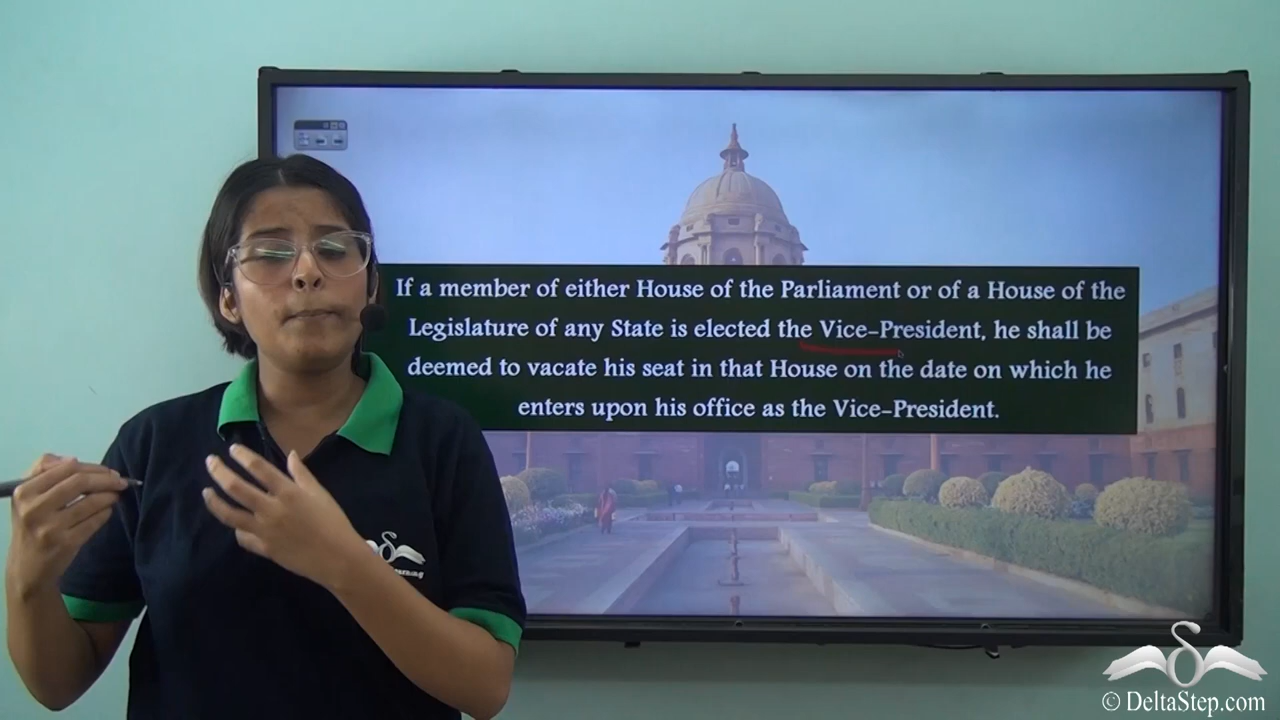 If a member of either House of the Parliament or of a House of the
Legislature of any State is elected the Vice-President, he shall be
deemed to vacate his seat in that House on the date on which he
enters upon his office as the Vice-President.
© DeltaStep.com